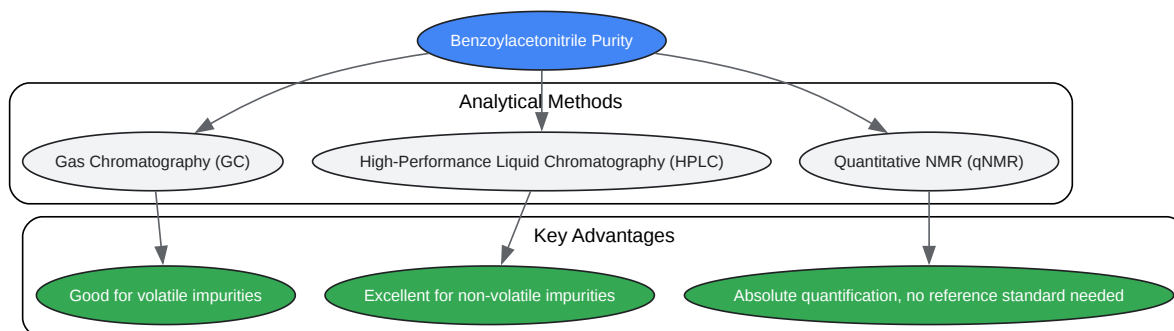 Benzoylacetonitrile Purity
Analytical Methods
Gas Chromatography (GC)
High-Performance Liquid Chromatography (HPLC)
Quantitative NMR (qNMR)
Key Advantages
Good for volatile impurities
Excellent for non-volatile impurities
Absolute quantification, no reference standard needed